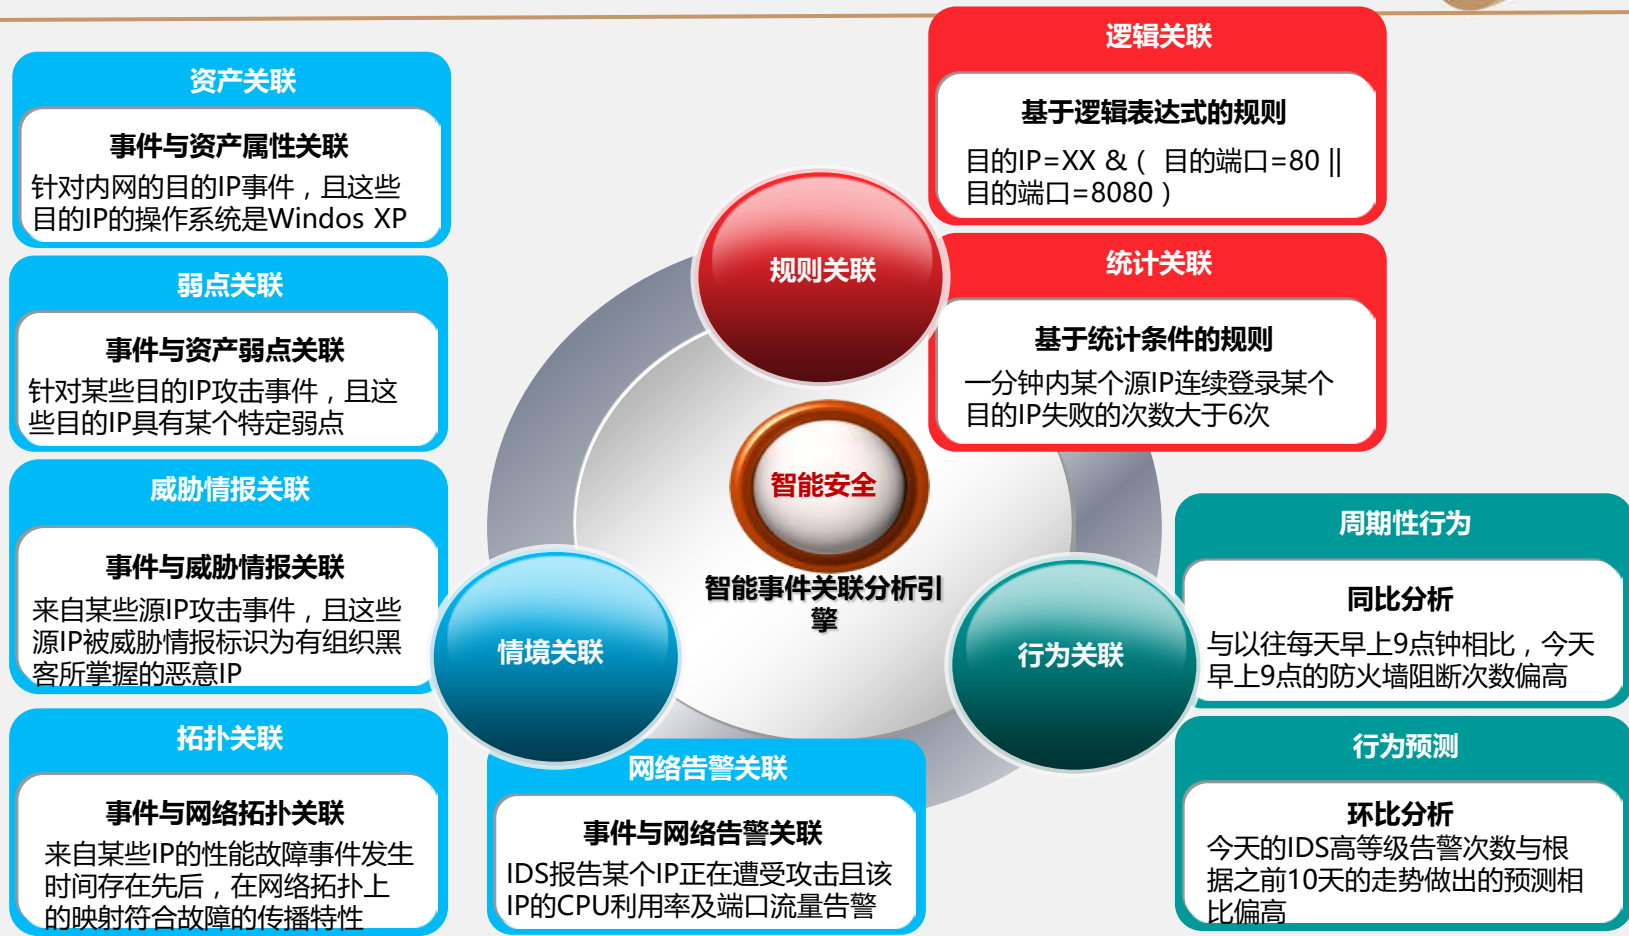 资产关联
事件与资产属性关联
针对内网的目的IP事件，且这些
目的IP的操作系统是Windos XP
弱点关联
事件与资产弱点关联
针对某些目的IP攻击事件，且这
些目的IP具有某个特定弱点
威胁情报关联
事件与威胁情报关联
来自某些源IP攻击事件，且这些
源IP被威胁情报标识为有组织黑
客所掌握的恶意IP
拓扑关联
事件与网络拓扑关联
来自某些IP的性能故障事件发生
时间存在先后，在网络拓扑上
的映射符合故障的传播特性
规则关联
智能安全
智能事件关联分析引
擎
情境关联
行为关联
网络告警关联
事件与网络告警关联
IDS报告某个IP正在遭受攻击且该
IP的CPU利用率及端口流量告警
逻辑关联
基于逻辑表达式的规则
目的IP=XX &（ 目的端口=80 ||
目的端口=8080 ）
统计关联
基于统计条件的规则
一分钟内某个源IP连续登录某个
目的IP失败的次数大于6次
周期性行为
同比分析
与以往每天早上9点钟相比，今天
早上9点的防火墙阻断次数偏高
行为预测
环比分析
今天的IDS高等级告警次数与根
据之前10天的走势做出的预测相
比偏高